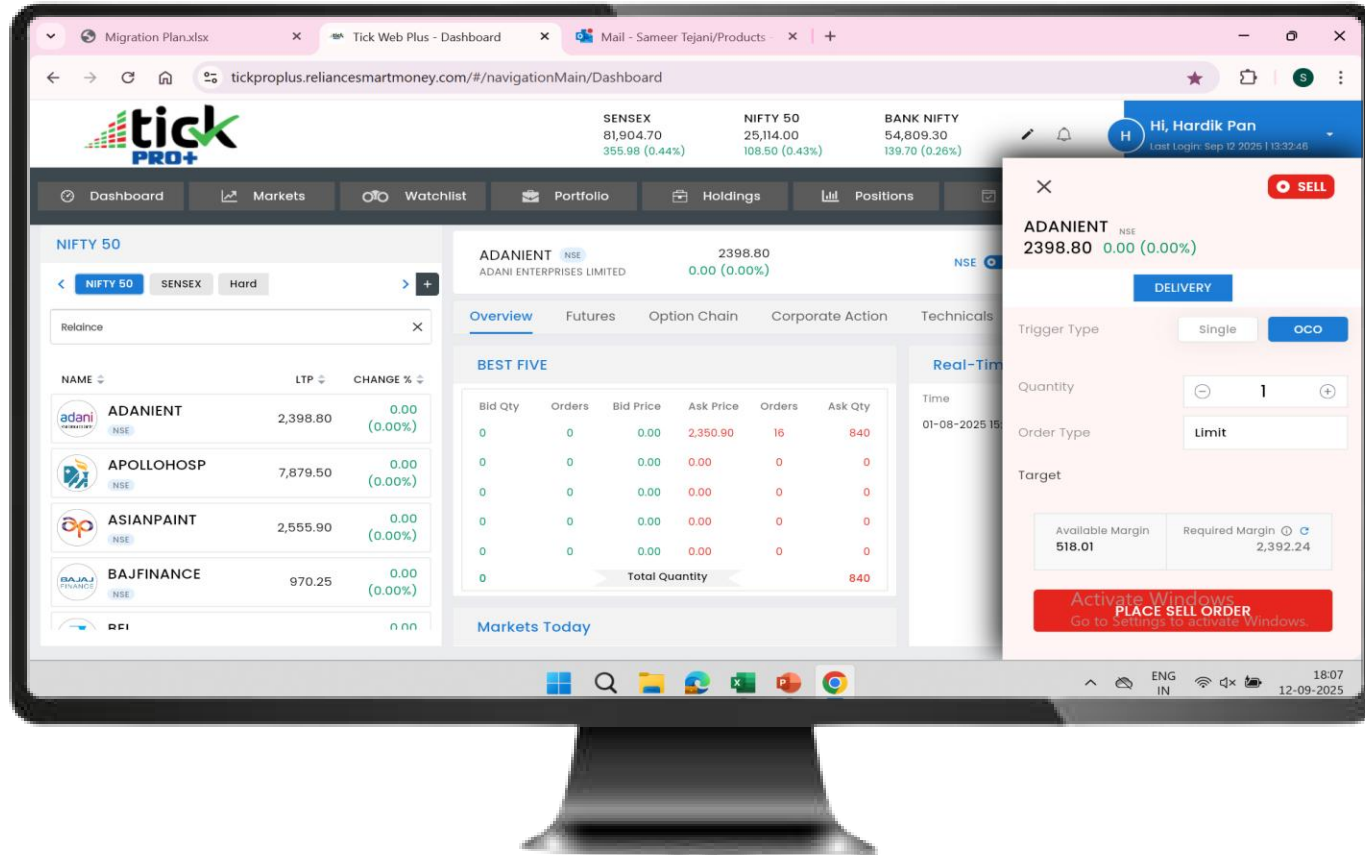 Migration Plan.xlsx
Tick Web Plus - Dashboard
Mail - Sameer Tejani/Products -
tickproplus.reliancesmartmoney.com/#/navigationMain/Dashboard
S
tick
PRO+
SENSEX
81,904.70
355.98 (0.44%)
NIFTY 50
25,114.00
108.50 (0.43%)
BANK NIFTY
54,809.30
139.70 (0.26%)
H
Hi, Hardik Pan
Last Login: Sep 12 2025 | 13:32:46
Dashboard Markets Watchlist Portfolio Holdings Positions
NIFTY 50
NIFTY 50 SENSEX Hard
Relaince
NAME LTP CHANGE %
adani
ADANIENT
NSE
2,398.80
0.00
(0.00%)
APOLLOHOSP
NSE
7,879.50
0.00
(0.00%)
ap
ASIANPAINT
NSE
2,555.90
0.00
(0.00%)
BAJAJ
FINANCE
BAJFINANCE
NSE
970.25
0.00
(0.00%)
BEL
0.00
ADANIENT NSE
ADANI ENTERPRISES LIMITED
2398.80
0.00 (0.00%)
NSE
Overview Futures Option Chain Corporate Action Technicals
BEST FIVE
Bid Qty Orders Bid Price Ask Price Orders Ask Qty
0 0 0.00 2,350.90 16 840
0 0 0.00 0.00 0 0
0 0 0.00 0.00 0 0
0 0 0.00 0.00 0 0
0 0 0.00 0.00 0 0
0 Total Quantity 840
Markets Today
Real-Tim
Time
01-08-2025 15:
SELL
ADANIENT NSE
2398.80 0.00 (0.00%)
DELIVERY
Trigger Type Single OCO
Quantity 1
Order Type Limit
Target
Available Margin
518.01
Required Margin
2,392.24
PLACE SELL ORDER
Activate Windows
Go to Settings to activate Windows.
ENG
IN
18:07
12-09-2025